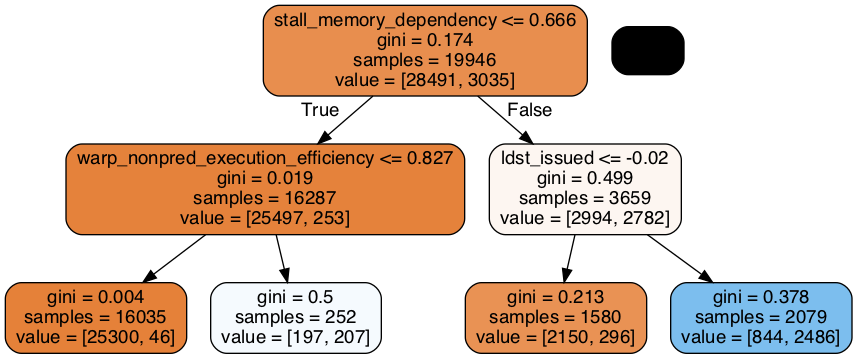 stall_memory_dependency <= 0.666
gini = 0.174
samples = 19946
value = [28491, 3035]
True
False
warp_nonpred_execution_efficiency <= 0.827
gini = 0.019
samples = 16287
value = [25497, 253]
ldst_issued <= -0.02
gini = 0.499
samples = 3659
value = [2994, 2782]
gini = 0.004
samples = 16035
value = [25300, 46]
gini = 0.5
samples = 252
value = [197, 207]
gini = 0.213
samples = 1580
value = [2150, 296]
gini = 0.378
samples = 2079
value = [844, 2486]